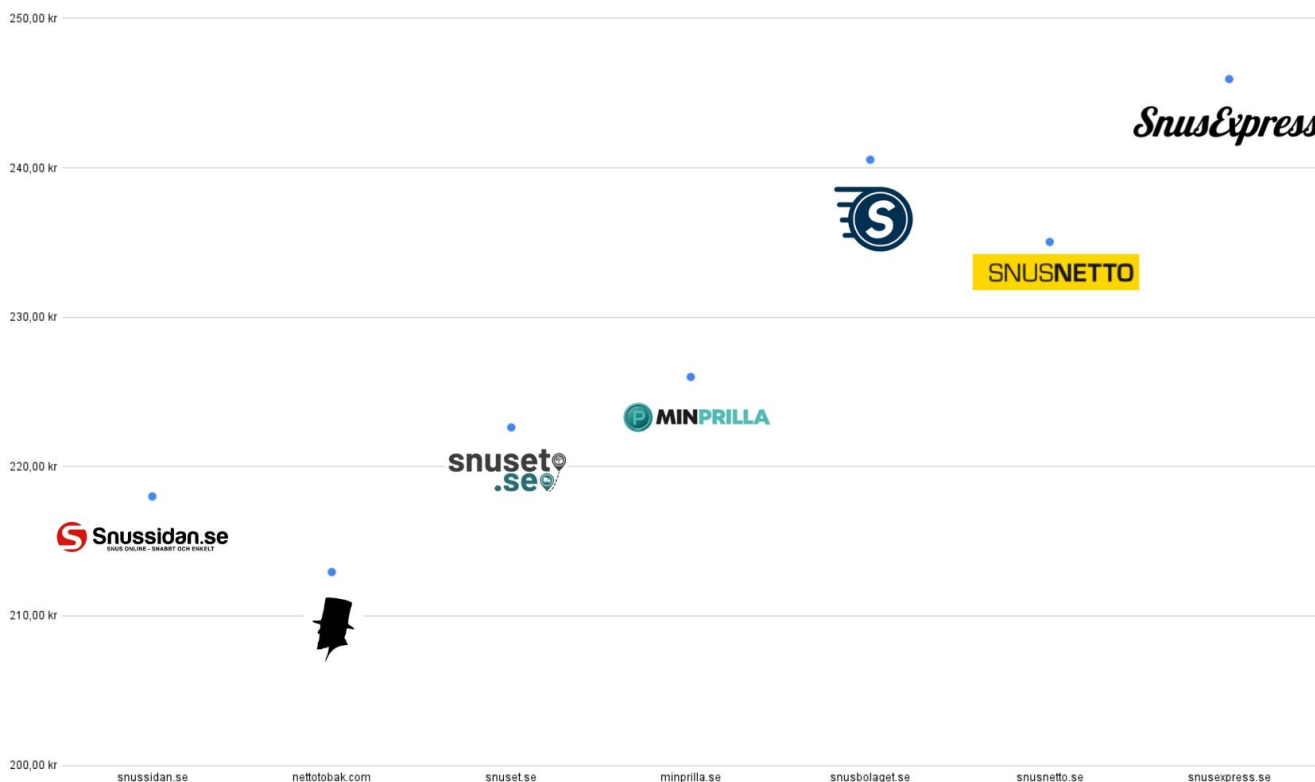 250,00 kr
SnusExpress
240,00 kr
S
SNUSNETTO
230,00 kr
P MINPRILLA
220,00 kr
snuset
.se
S Snussidan.se
SNUS ONLINE - SNABBT OCH ENKELT
210,00 kr
200,00 kr
snussidan.se nettotobak.com snuset.se minprilla.se snusbolaget.se snusnetto.se snusexpress.se